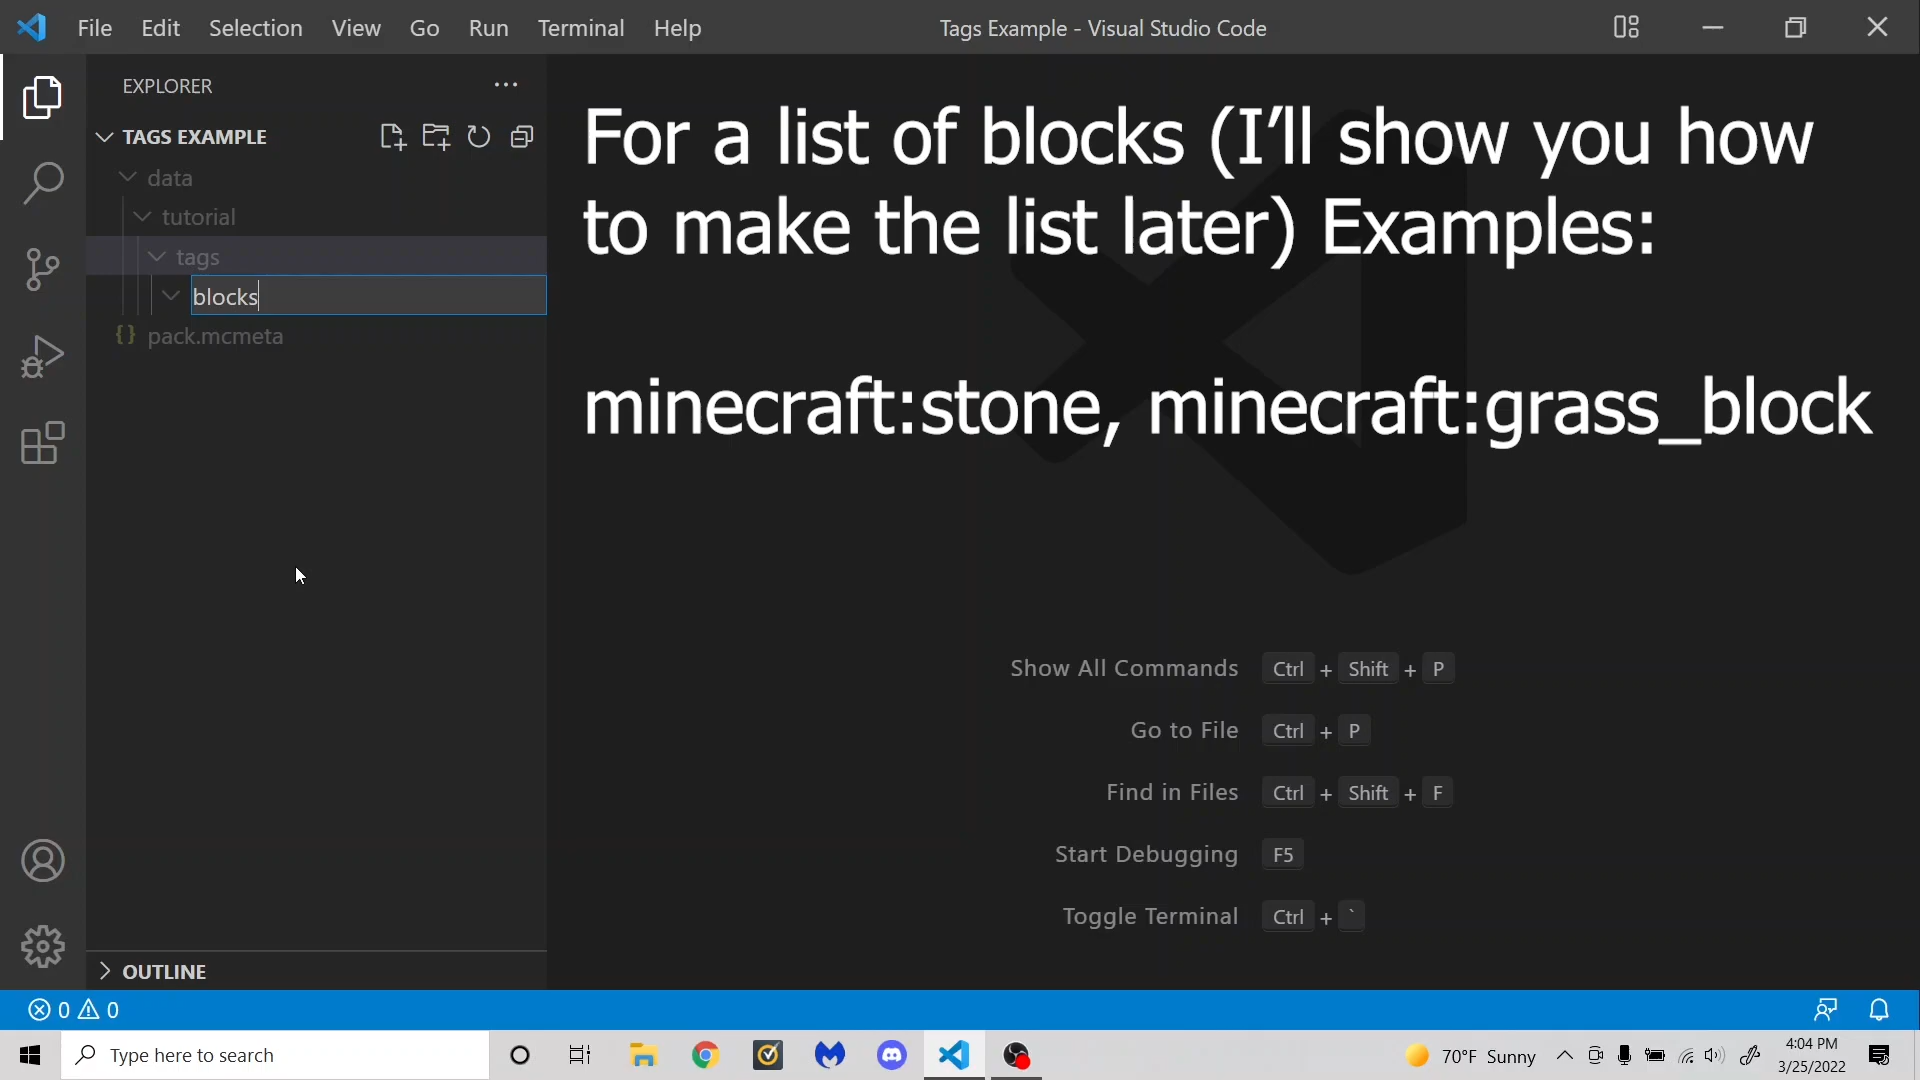 File Edit Selection View Go Run Terminal Help
Tags Example - Visual Studio Code
EXPLORER
TAGS EXAMPLE
data
tutorial
tags
blocks
{} pack.mcmeta
For a list of blocks (I’ll show you how
to make the list later) Examples:
minecraft:stone, minecraft:grass_block
Show All Commands Ctrl + Shift + P
Go to File Ctrl + P
Find in Files Ctrl + Shift + F
Start Debugging F5
Toggle Terminal Ctrl + `
OUTLINE
0 0
Type here to search
70°F Sunny
4:04 PM
3/25/2022